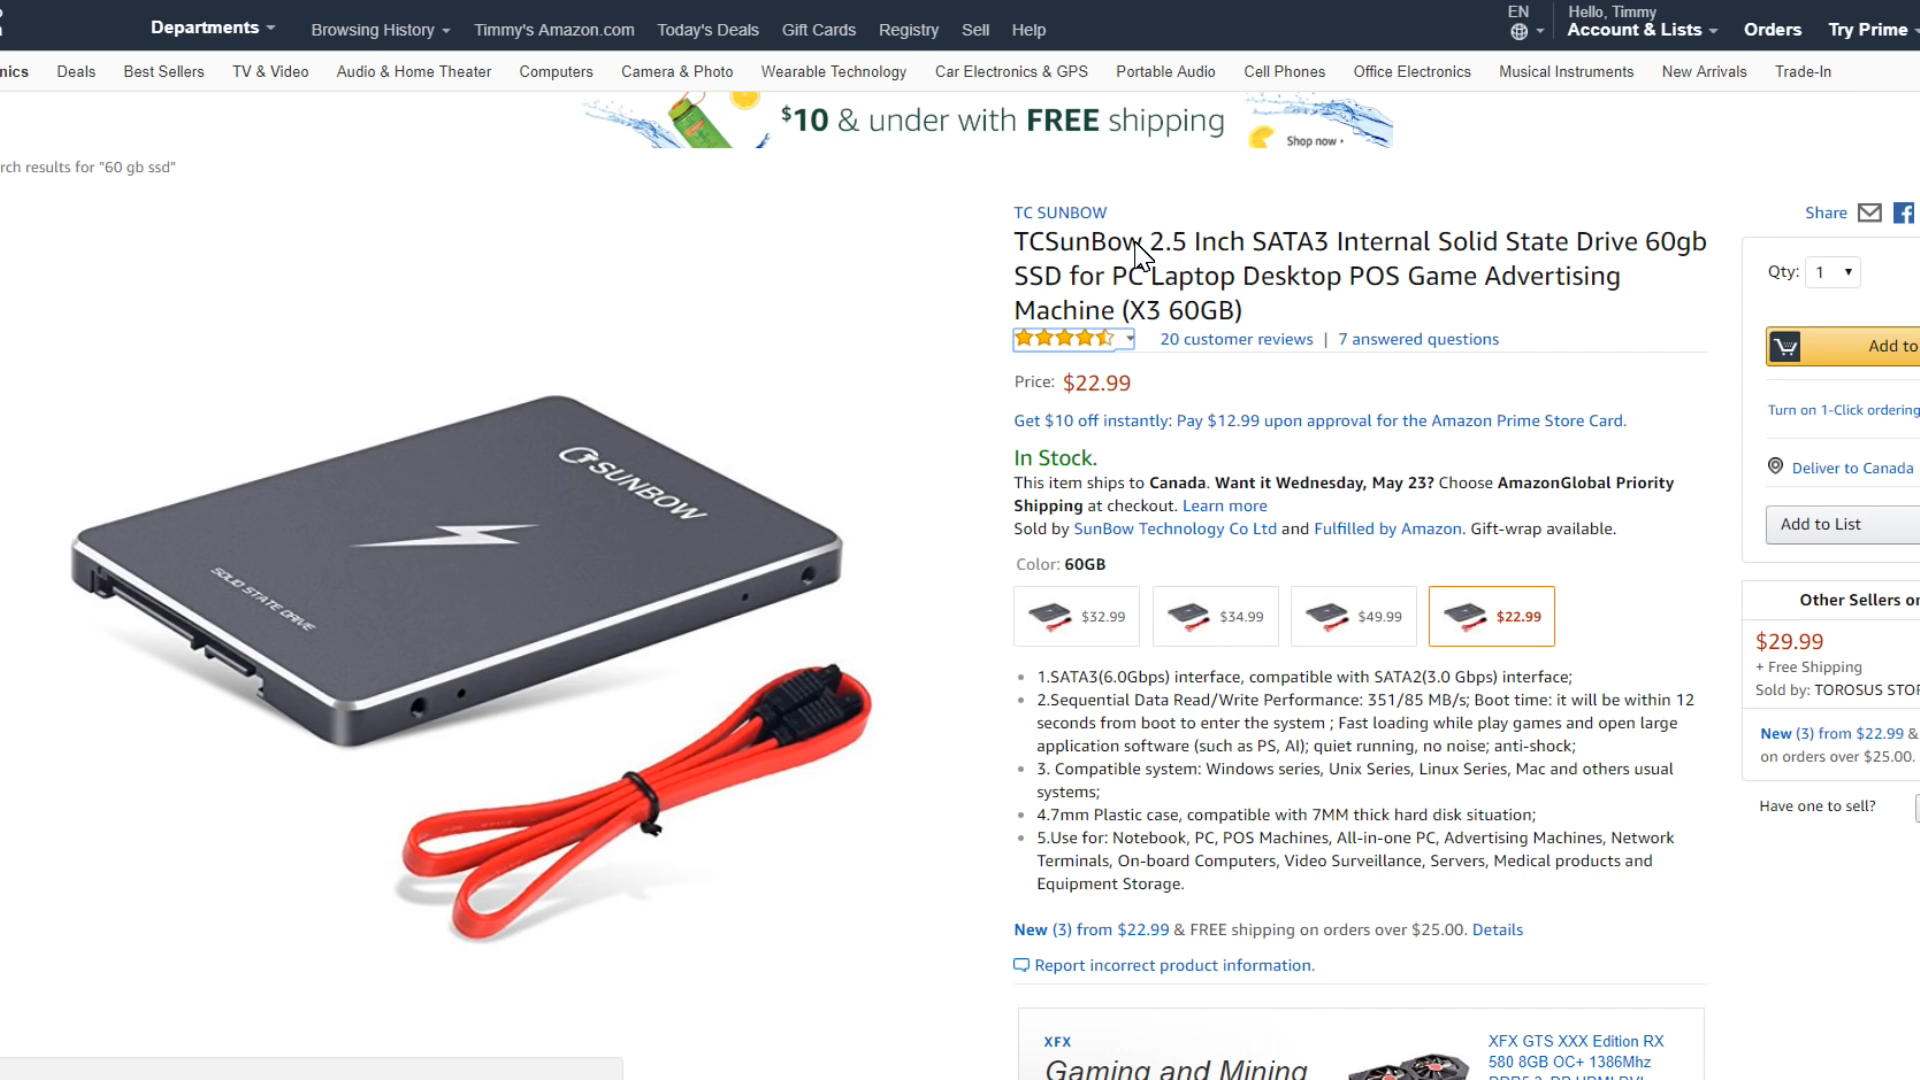 EN
Hello, Timmy
Departments
Browsing History
Timmy's Amazon.com
Today's Deals
Gift Cards
Registry
Sell
Help
Account & Lists
Orders
Try Prime
nics
Deals
Best Sellers
TV & Video
Audio & Home Theater
Computers
Camera & Photo
Wearable Technology
Car Electronics & GPS
Portable Audio
Cell Phones
Office Electronics
Musical Instruments
New Arrivals
Trade-In
$10 & under with FREE shipping
Shop now
rch results for "60 gb ssd"
TC SUNBOW
TCSunBow 2.5 Inch SATA3 Internal Solid State Drive 60gb
SSD for PC Laptop Desktop POS Game Advertising
Machine (X3 60GB)
20 customer reviews | 7 answered questions
Price: $22.99
Get $10 off instantly: Pay $12.99 upon approval for the Amazon Prime Store Card.
In Stock.
This item ships to Canada. Want it Wednesday, May 23? Choose AmazonGlobal Priority
Shipping at checkout. Learn more
Sold by SunBow Technology Co Ltd and Fulfilled by Amazon. Gift-wrap available.
Color: 60GB
$32.99
$34.99
$49.99
$22.99
1.SATA3(6.0Gbps) interface, compatible with SATA2(3.0 Gbps) interface;
2.Sequential Data Read/Write Performance: 351/85 MB/s; Boot time: it will be within 12
seconds from boot to enter the system ; Fast loading while play games and open large
application software (such as PS, AI); quiet running, no noise; anti-shock;
3. Compatible system: Windows series, Unix Series, Linux Series, Mac and others usual
systems;
4.7mm Plastic case, compatible with 7MM thick hard disk situation;
5.Use for: Notebook, PC, POS Machines, All-in-one PC, Advertising Machines, Network
Terminals, On-board Computers, Video Surveillance, Servers, Medical products and
Equipment Storage.
New (3) from $22.99 & FREE shipping on orders over $25.00. Details
Report incorrect product information.
SUNBOW
SOLID STATE DRIVE
Share
Qty: 1
Add to
Turn on 1-Click ordering
Deliver to Canada
Add to List
Other Sellers on
$29.99
+ Free Shipping
Sold by: TOROSUS STOR
New (3) from $22.99 &
on orders over $25.00.
Have one to sell?
XFX
Gaming and Mining
XFX GTS XXX Edition RX
580 8GB OC+ 1386Mhz